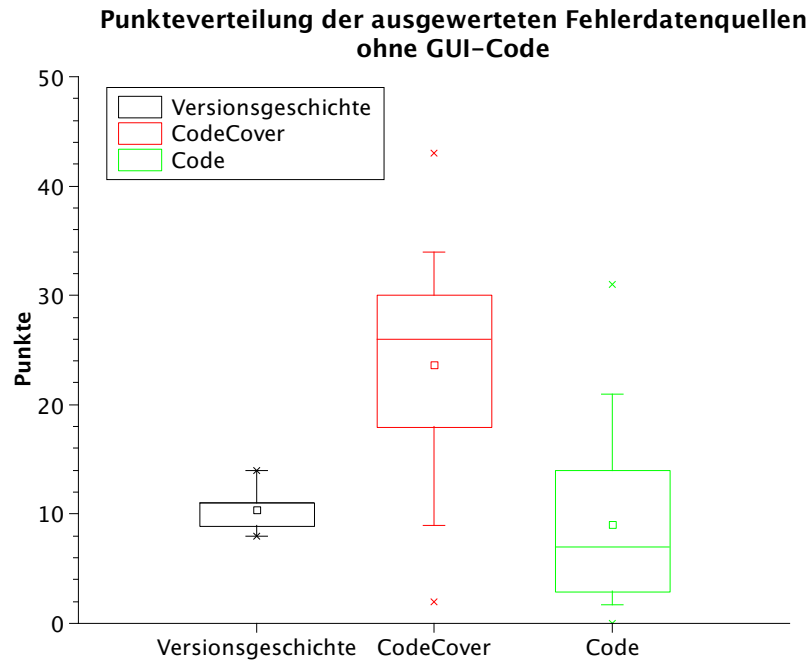 Punkteverteilung der ausgewerteten Fehlerdatenquellen
ohne GUI-Code
50
Versionsgeschichte
CodeCover
Code
40
30
Punkte
20
10
0
Versionsgeschichte CodeCover Code